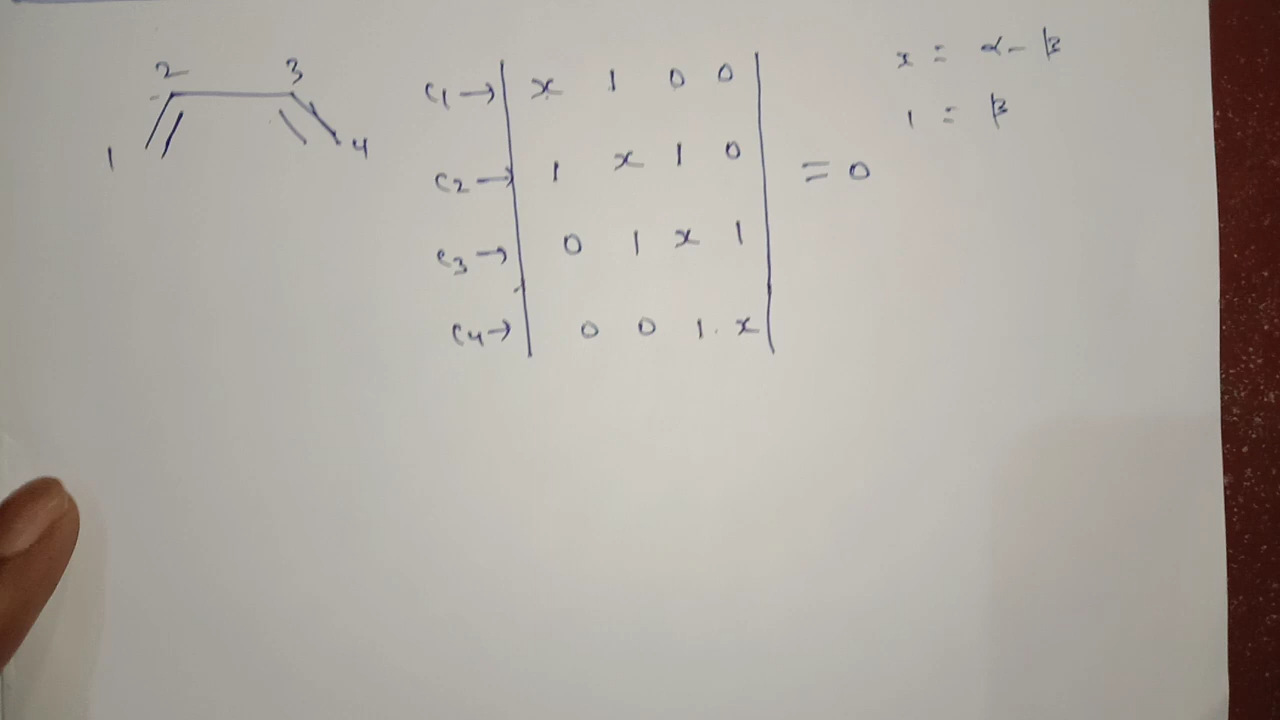 2 3
1 4
C1 → x 1 0 0
C2 → 1 x 1 0
C3 → 0 1 x 1
C4 → 0 0 1 x
= 0
x = α - β
1 = β